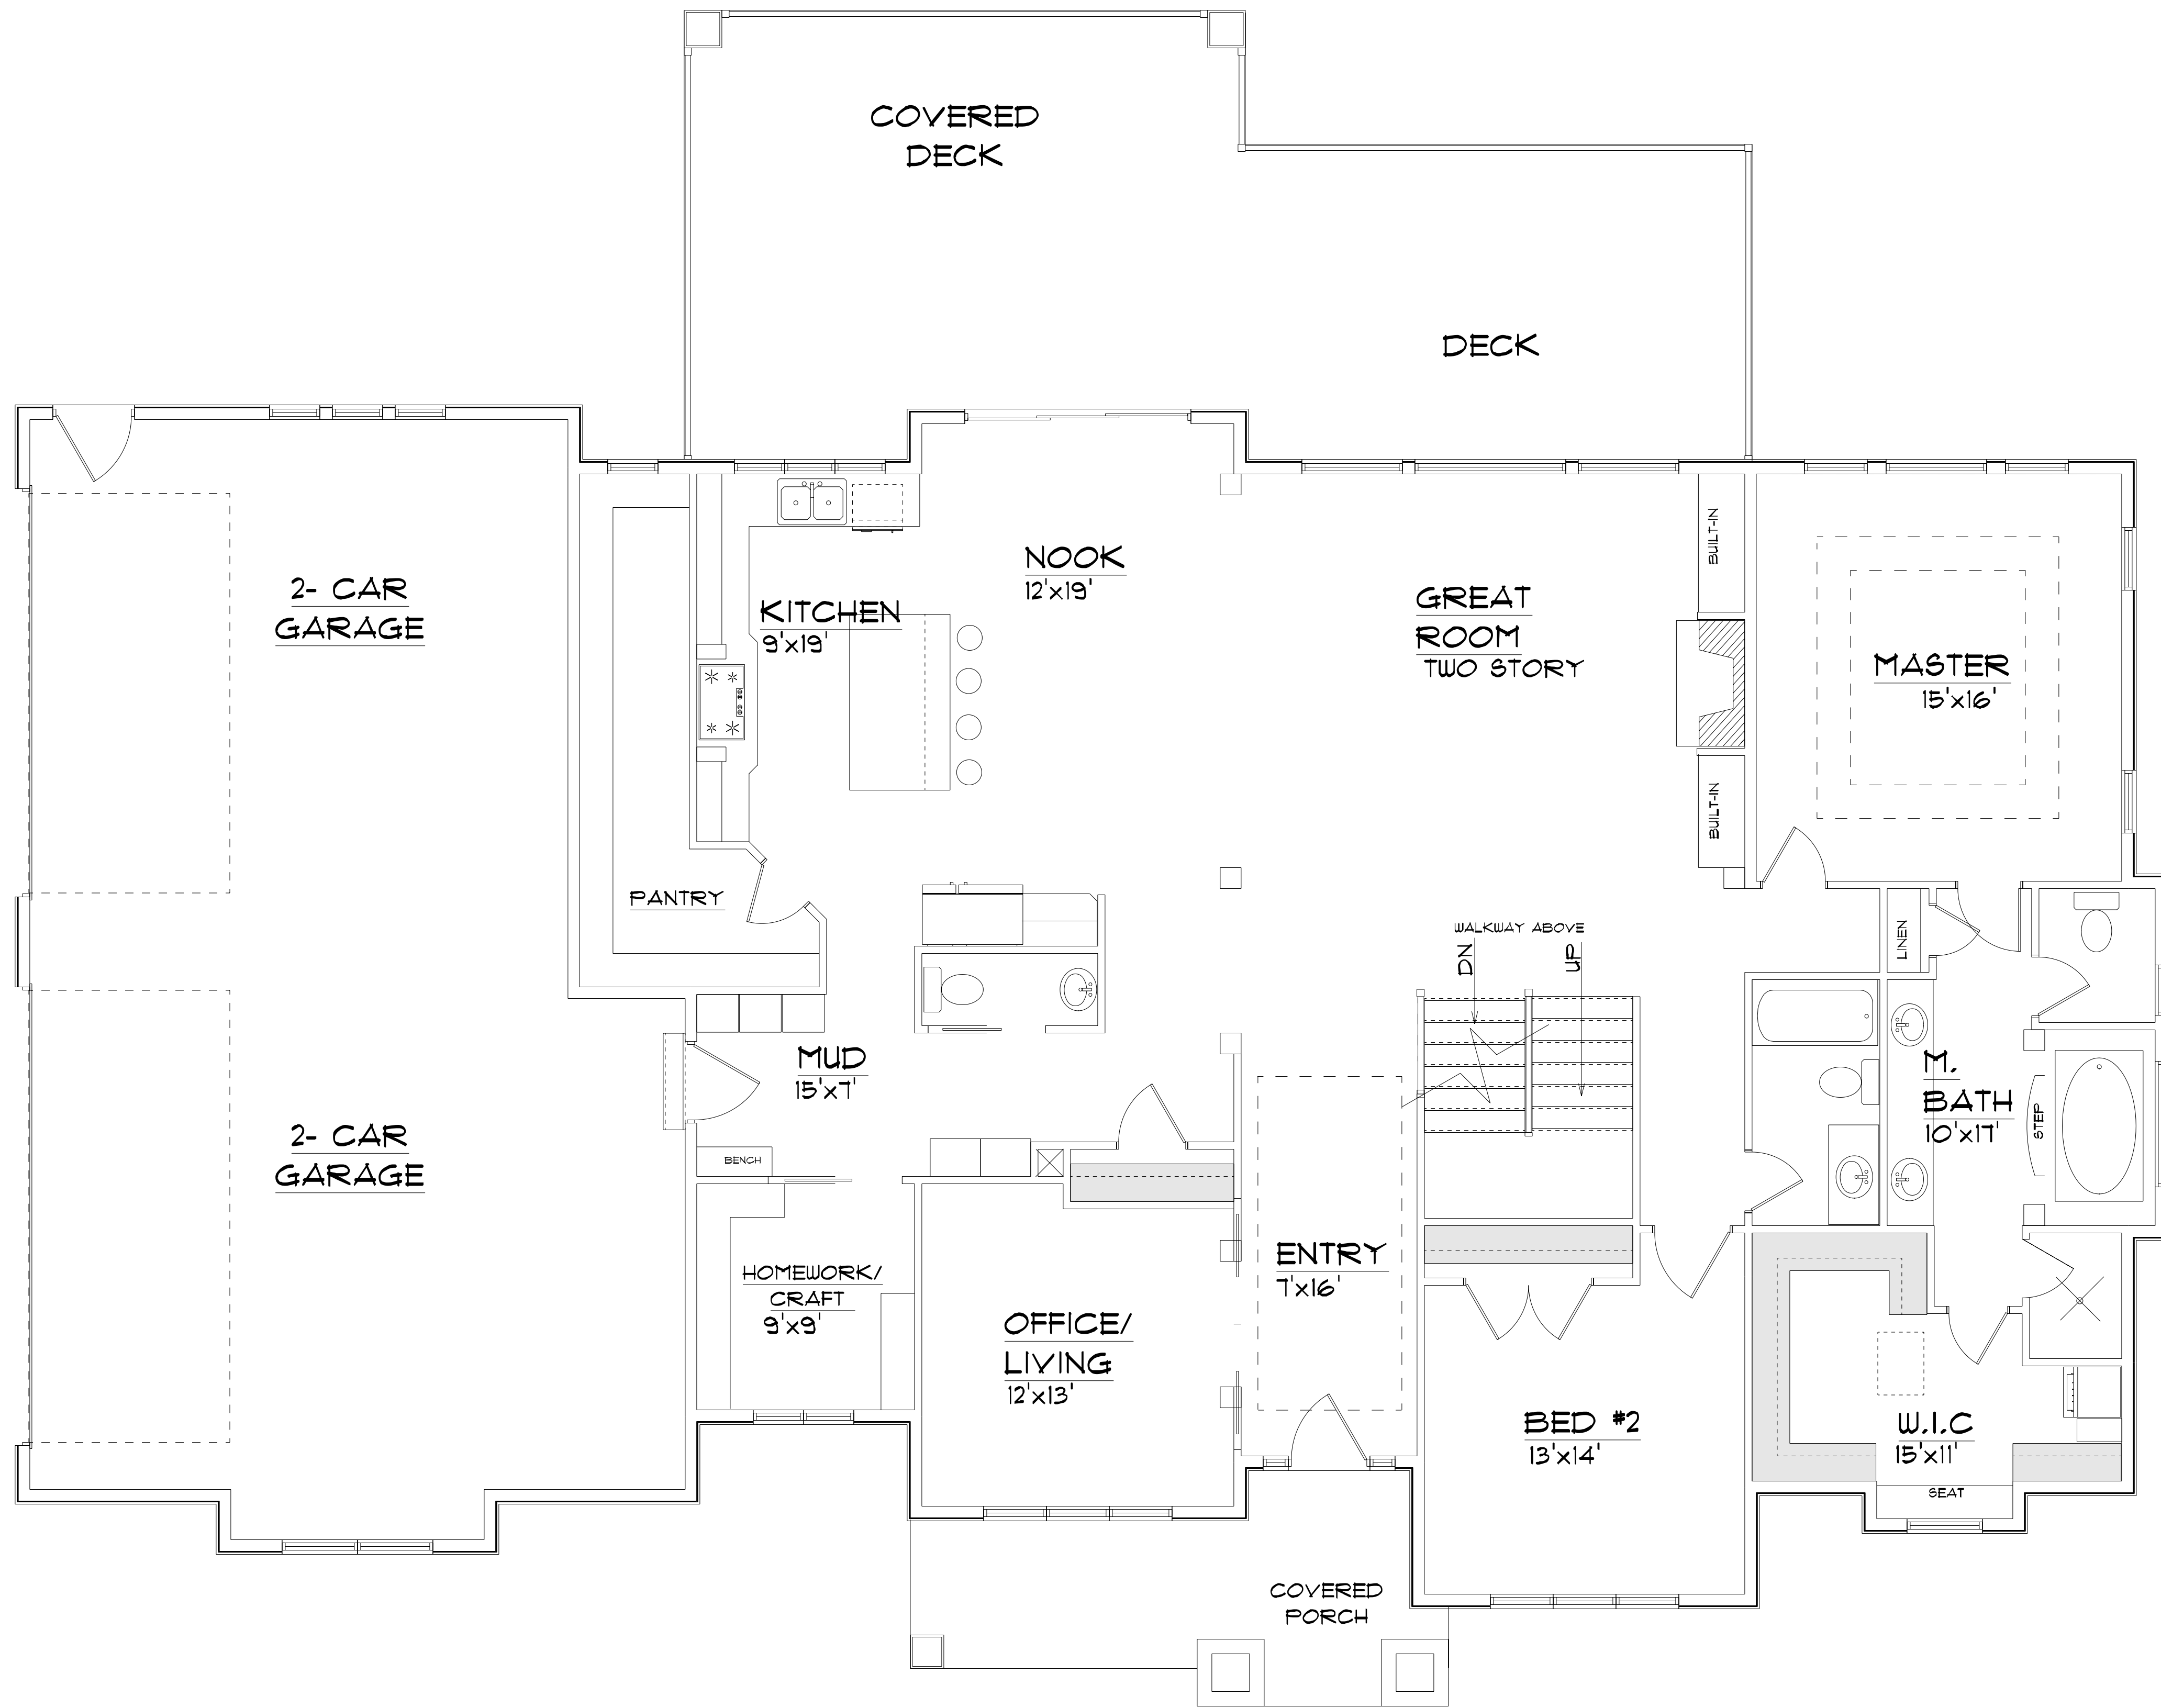 COVERED
DECK
DECK
2- CAR
GARAGE
KITCHEN
9'x19'
NOOK
12'x19'
GREAT
ROOM
TWO STORY
BUILT-IN
BUILT-IN
MASTER
15'x16'
PANTRY
WALKWAY ABOVE
DN
UP
LINEN
MUD
15'x7'
BENCH
M.
BATH
10'x17'
STEP
2- CAR
GARAGE
HOMEWORK/
CRAFT
9'x9'
OFFICE/
LIVING
12'x13'
ENTRY
7'x16'
BED #2
13'x14'
W.I.C
15'x11'
SEAT
COVERED
PORCH